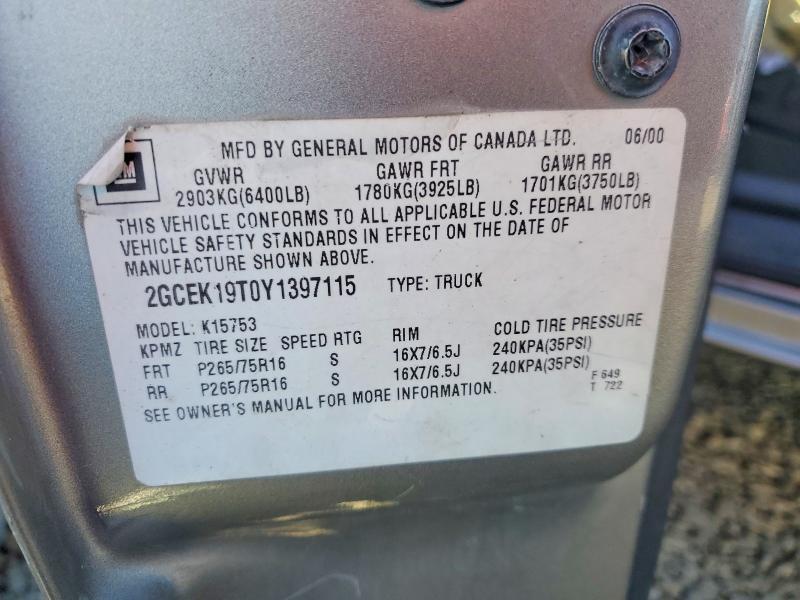 MFD BY GENERAL MOTORS OF CANADA LTD. 06/00
GVWR GAWR FRT GAWR RR
2903KG(6400LB) 1780KG(3925LB) 1701KG(3750LB)
THIS VEHICLE CONFORMS TO ALL APPLICABLE U.S. FEDERAL MOTOR
VEHICLE SAFETY STANDARDS IN EFFECT ON THE DATE OF
MANUFACTURE SHOWN ABOVE.
2GCEK19T0Y1397115 TYPE: TRUCK
MODEL: K15753
KPMZ TIRE SIZE SPEED RTG RIM COLD TIRE PRESSURE
FRT P265/75R16 S 16X7/6.5J 240KPA(35PSI)
RR P265/75R16 S 16X7/6.5J 240KPA(35PSI)
SEE OWNER'S MANUAL FOR MORE INFORMATION.
F 649
T 722